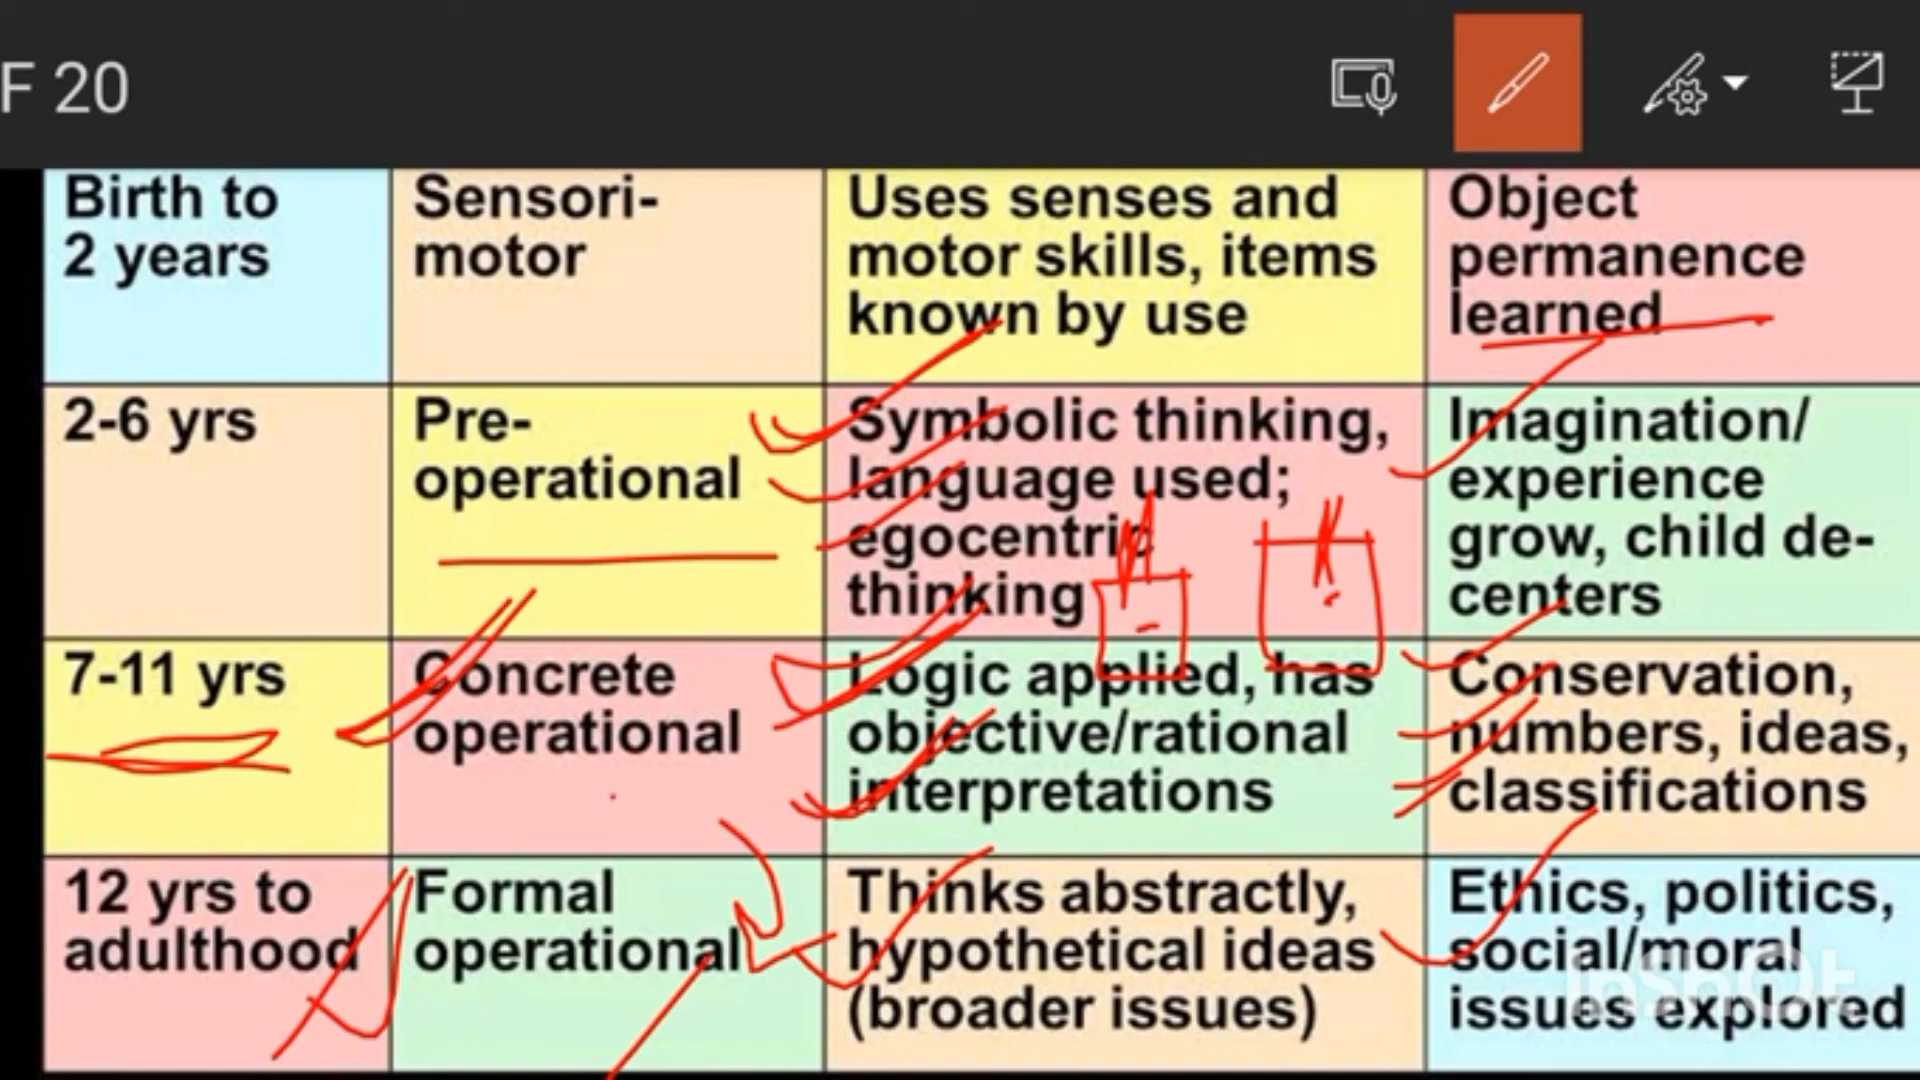 F 20
Birth to
2 years
Sensori-
motor
Uses senses and
motor skills, items
known by use
Object
permanence
learned
2-6 yrs
Pre-
operational
Symbolic thinking,
language used;
egocentric
thinking
Imagination/
experience
grow, child de-
centers
7-11 yrs
Concrete
operational
Logic applied, has
objective/rational
interpretations
Conservation,
numbers, ideas,
classifications
12 yrs to
adulthood
Formal
operational
Thinks abstractly,
hypothetical ideas
(broader issues)
Ethics, politics,
social/moral
issues explored
InShOt